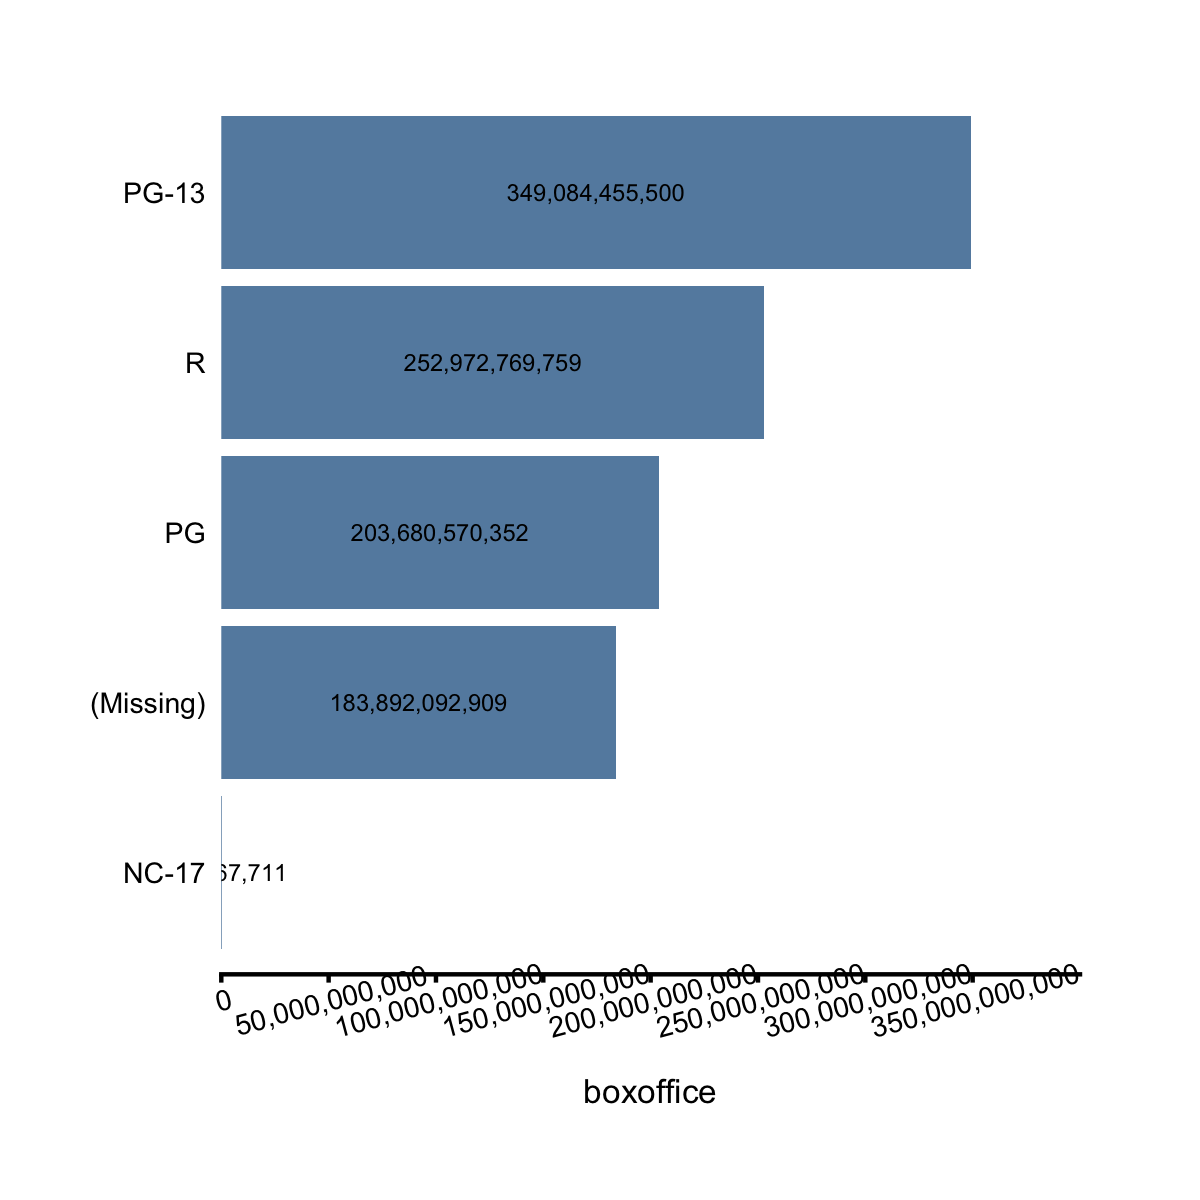 PG-13
349,084,455,500
R
252,972,769,759
PG
203,680,570,352
(Missing)
183,892,092,909
NC-17
67,711
0
50,000,000,000
100,000,000,000
150,000,000,000
200,000,000,000
250,000,000,000
300,000,000,000
350,000,000,000
boxoffice